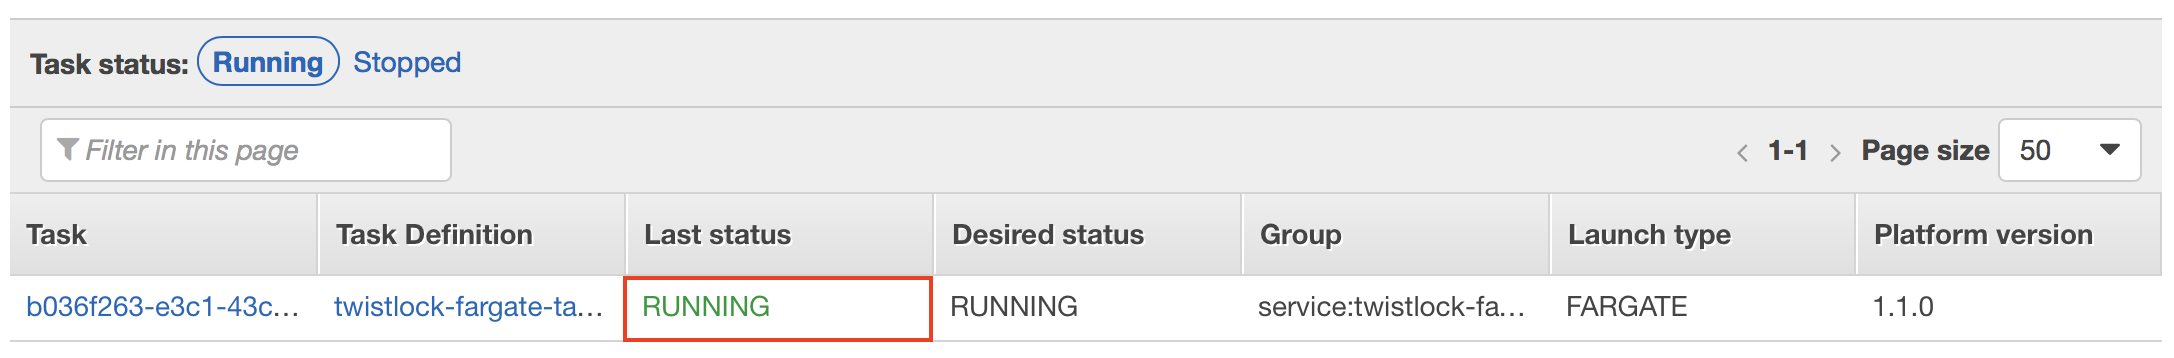 Task status: Running Stopped
Filter in this page
< 1-1 > Page size 50
Task Task Definition Last status Desired status Group Launch type Platform version
b036f263-e3c1-43c... twistlock-fargate-ta... RUNNING RUNNING service:twistlock-fa... FARGATE 1.1.0